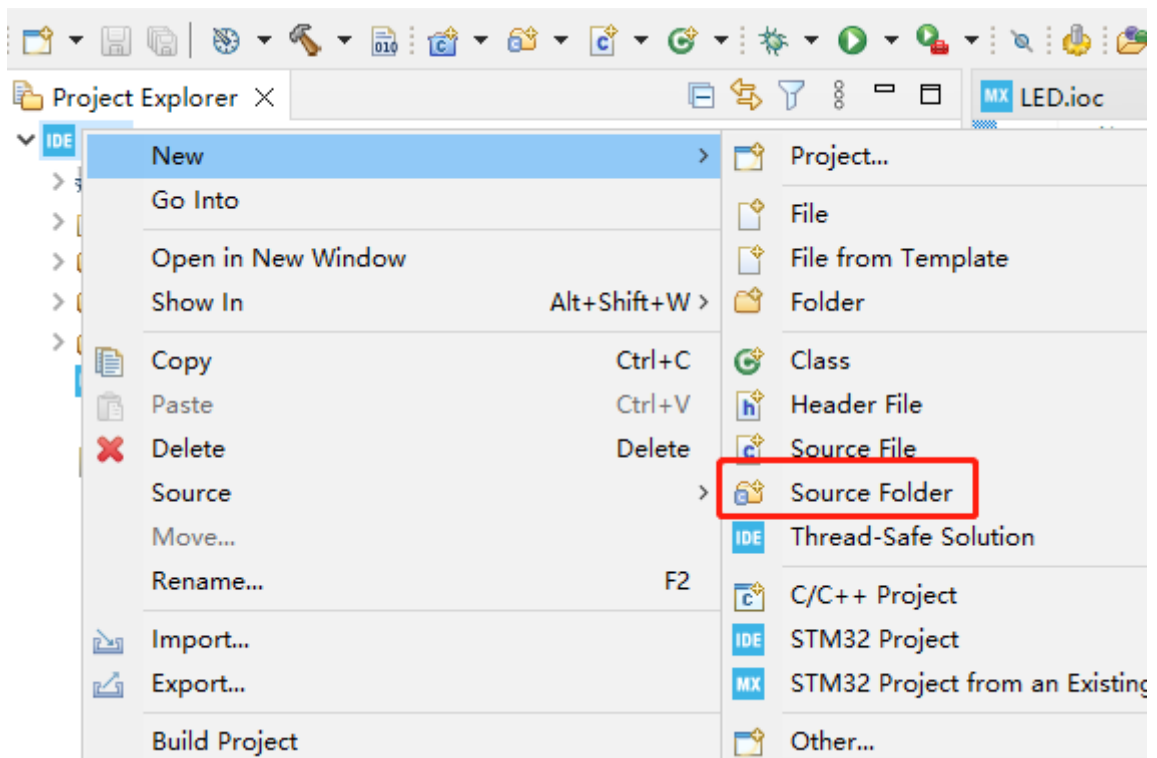 010
Project Explorer
MX LED.ioc
IDE
New
Go Into
Open in New Window
Show In Alt+Shift+W
Copy Ctrl+C
Paste Ctrl+V
Delete Delete
Source
Move...
Rename... F2
Import...
Export...
Build Project
Project...
File
File from Template
Folder
Class
Header File
Source File
Source Folder
IDE Thread-Safe Solution
C/C++ Project
IDE STM32 Project
MX STM32 Project from an Existing
Other...